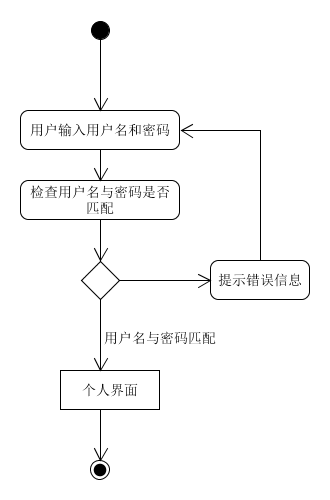 用户输入用户名和密码
检查用户名与密码是否
匹配
提示错误信息
用户名与密码匹配
个人界面